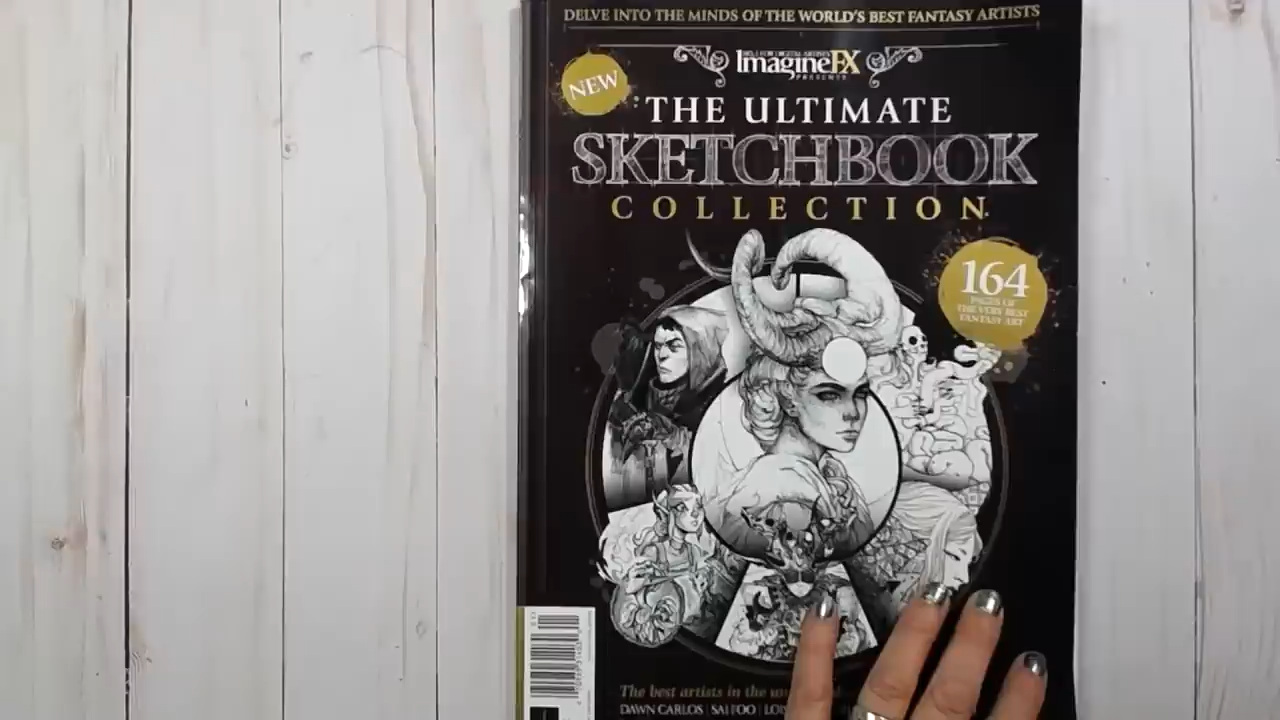 DELVE INTO THE MINDS OF THE WORLD'S BEST FANTASY ARTISTS
ImagineFX
PRESENTS
NEW
THE ULTIMATE
SKETCHBOOK
COLLECTION
164
PAGES OF
THE VERY BEST
FANTASY ART
The best artists in the
DAWN CARLOS | SAI FOO |